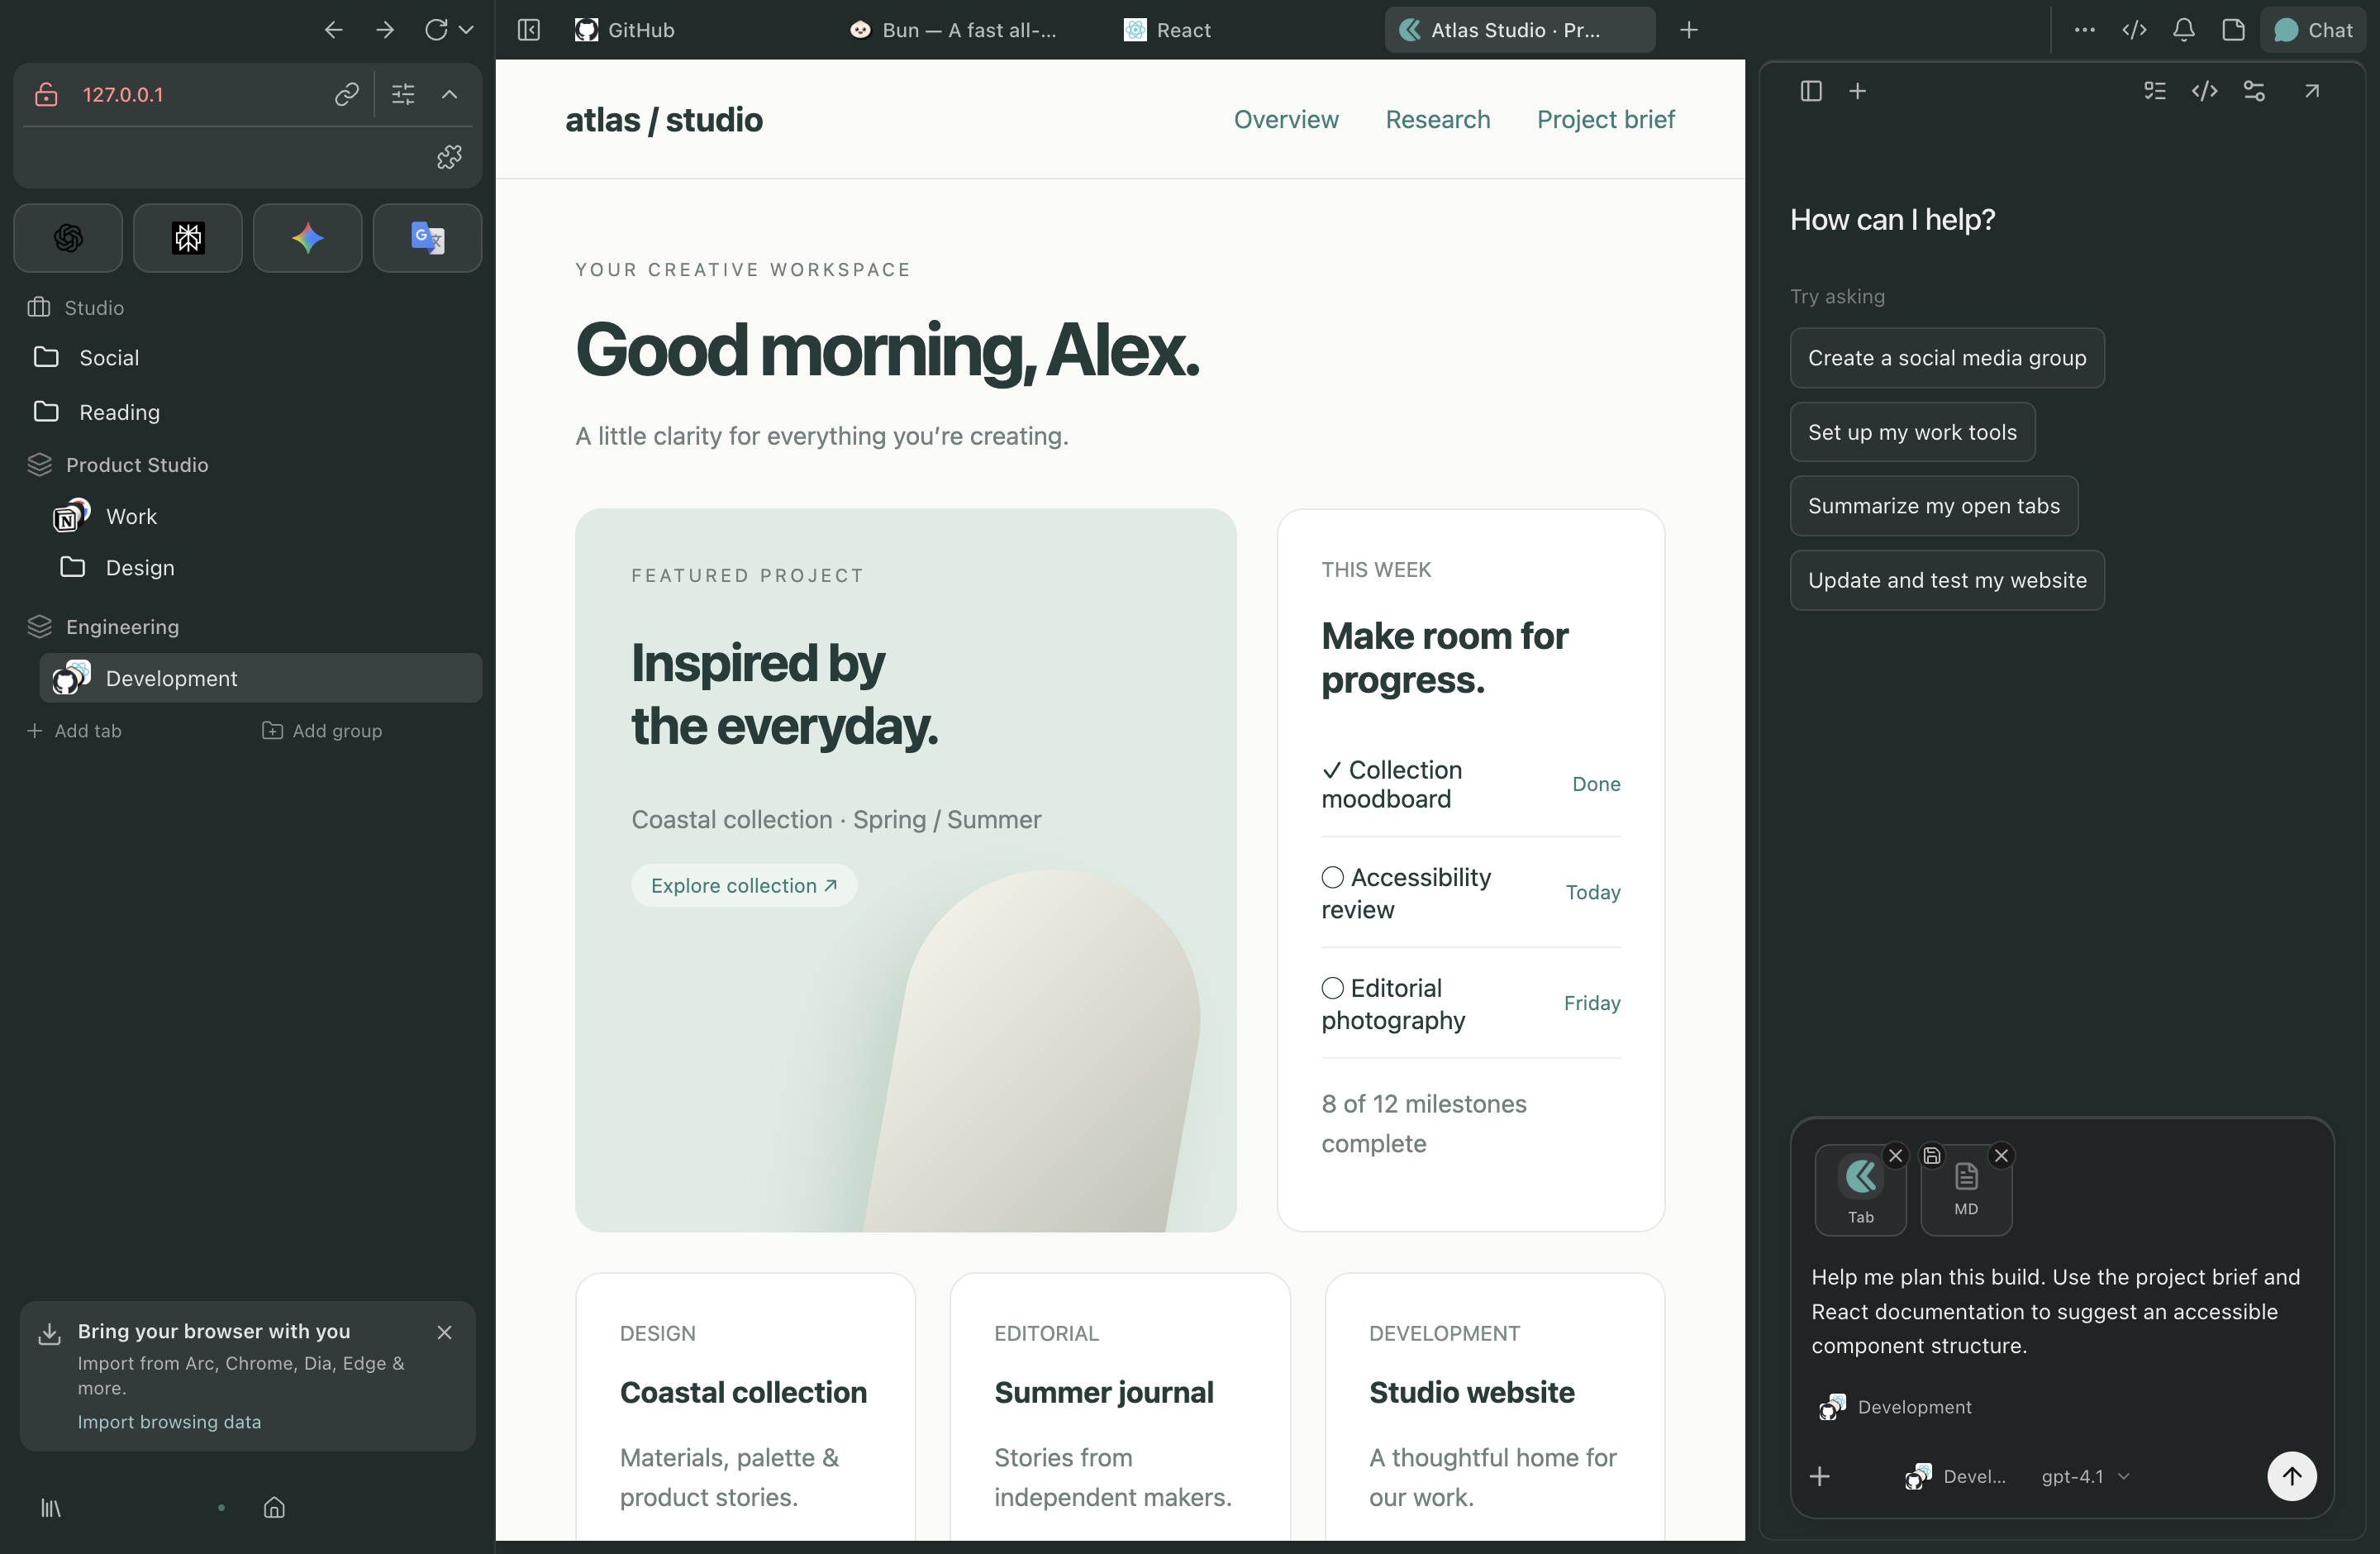 GitHub
Bun — A fast all-...
React
Atlas Studio · Pr...
Chat
127.0.0.1
Studio
Social
Reading
Product Studio
Work
Design
Engineering
Development
Add tab
Add group
Bring your browser with you
Import from Arc, Chrome, Dia, Edge &
more.
Import browsing data
atlas / studio
Overview
Research
Project brief
YOUR CREATIVE WORKSPACE
Good morning, Alex.
A little clarity for everything you’re creating.
FEATURED PROJECT
Inspired by
the everyday.
Coastal collection · Spring / Summer
Explore collection ↗
THIS WEEK
Make room for
progress.
✓ Collection
moodboard
Done
○ Accessibility
review
Today
○ Editorial
photography
Friday
8 of 12 milestones
complete
DESIGN
Coastal collection
Materials, palette &
product stories.
EDITORIAL
Summer journal
Stories from
independent makers.
DEVELOPMENT
Studio website
A thoughtful home for
our work.
How can I help?
Try asking
Create a social media group
Set up my work tools
Summarize my open tabs
Update and test my website
Tab
MD
Help me plan this build. Use the project brief and
React documentation to suggest an accessible
component structure.
Development
Devel...
gpt-4.1